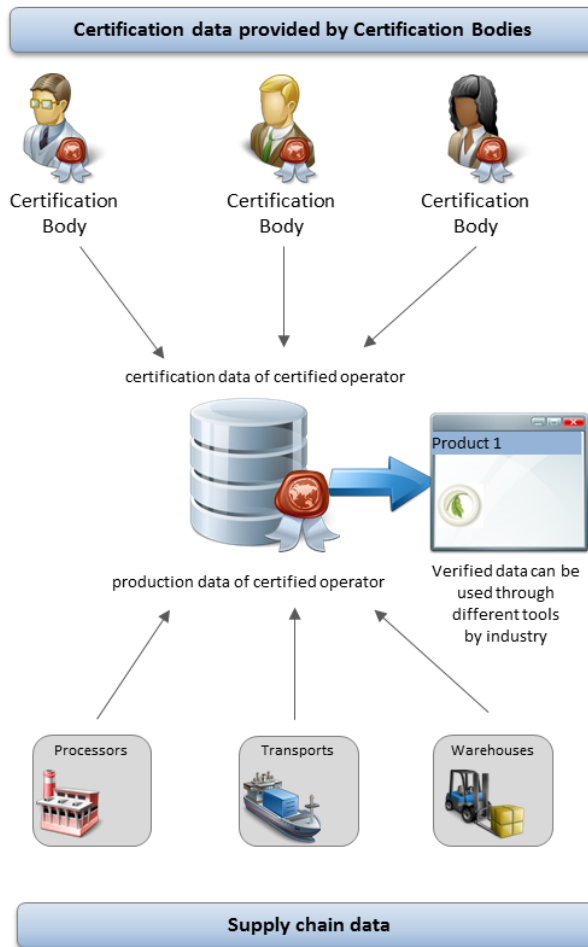 Certification data provided by Certification Bodies
Certification
Body
Certification
Body
Certification
Body
certification data of certified operator
Product 1
production data of certified operator
Verified data can be
used through
different tools
by industry
Processors
Transports
Warehouses
Supply chain data